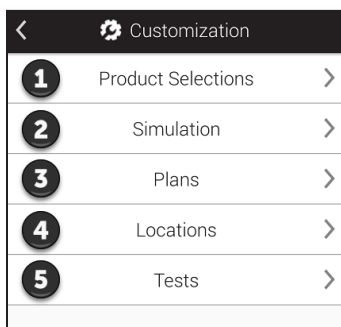 Customization
1 Product Selections
2 Simulation
3 Plans
4 Locations
5 Tests